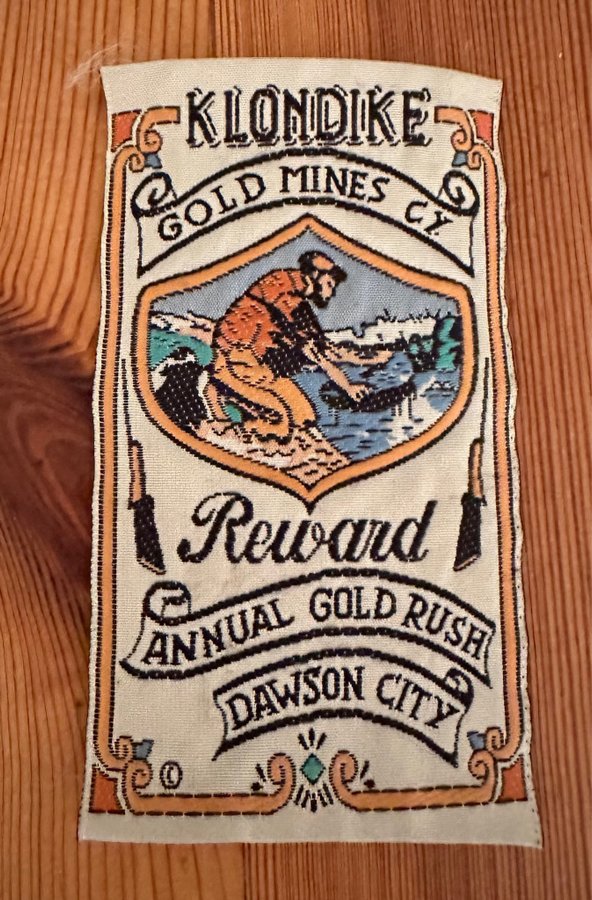 KLONDIKE
GOLD MINES CY.
Reward
ANNUAL GOLD RUSH
DAWSON CITY
©